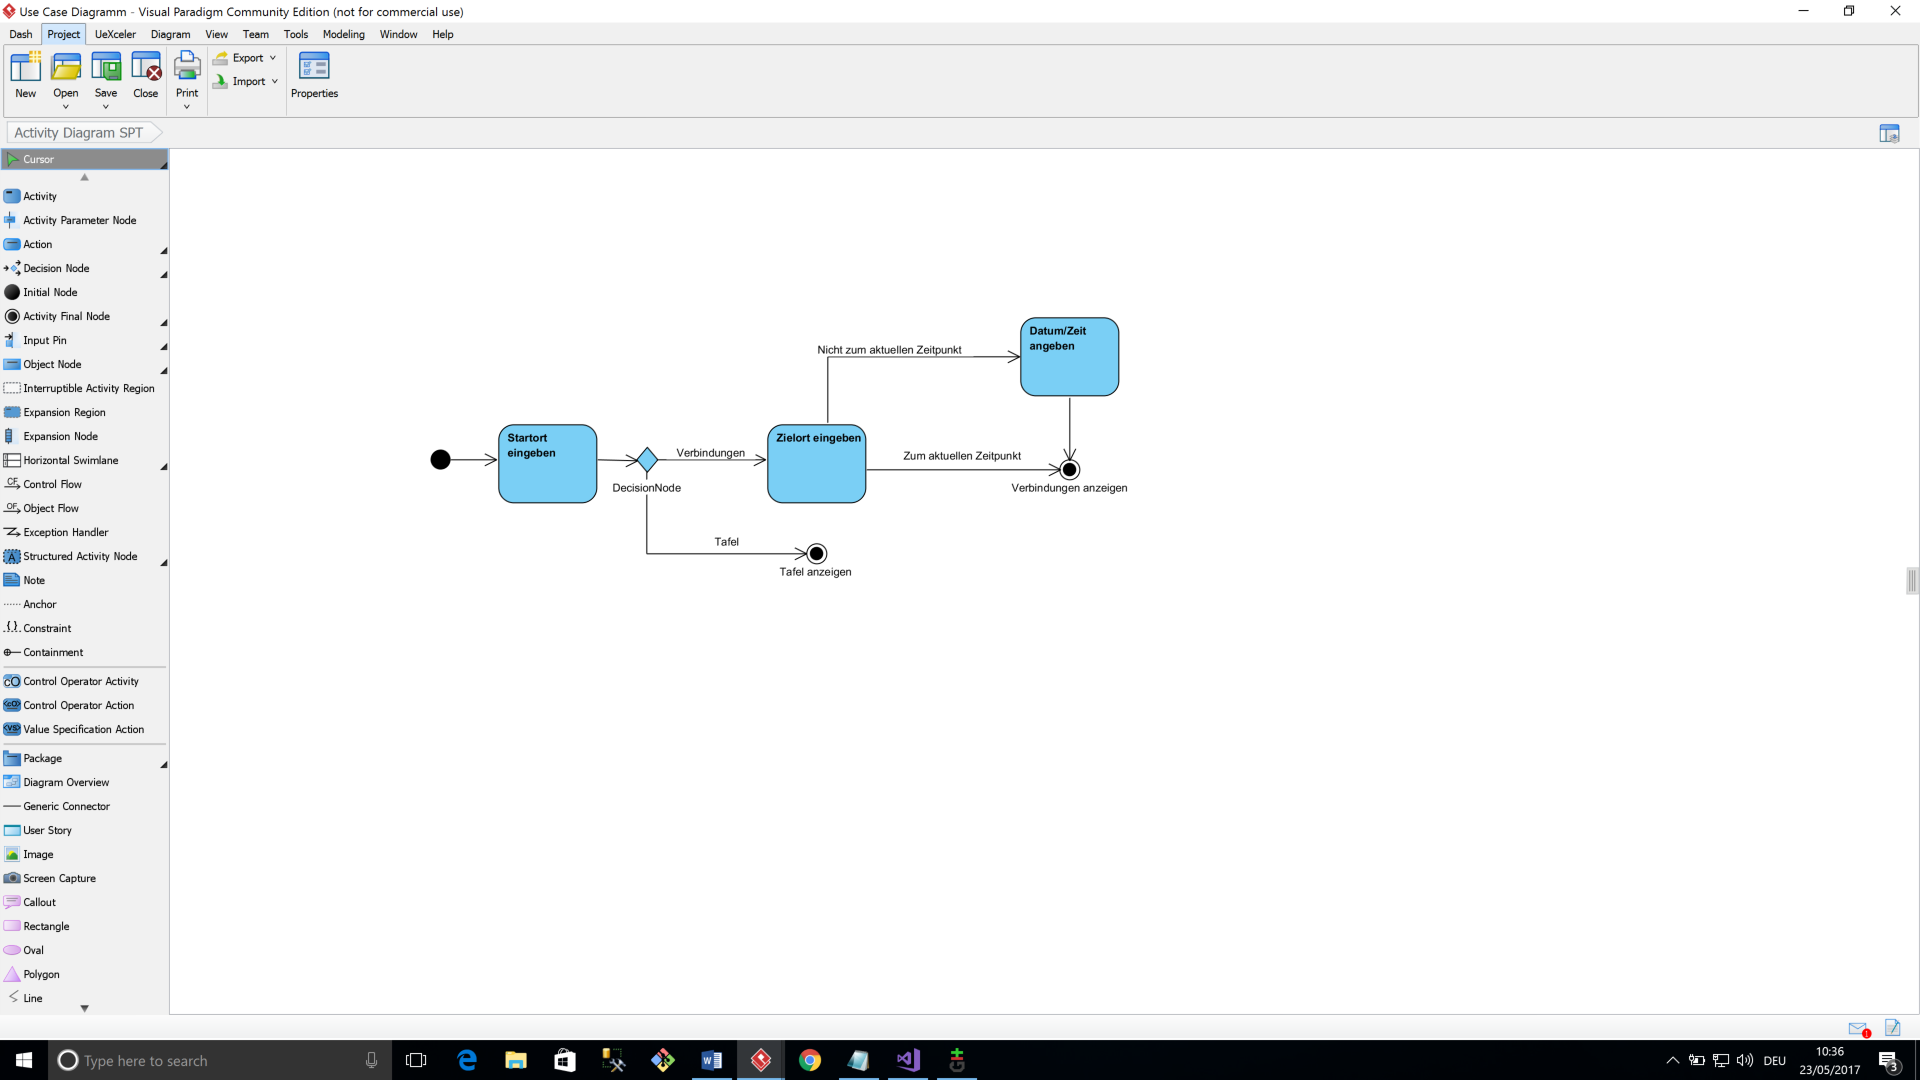 Use Case Diagramm - Visual Paradigm Community Edition (not for commercial use)
Dash Project UeXceler Diagram View Team Tools Modeling Window Help
New Open Save Close Print Export Import Properties
Activity Diagram SPT
Cursor
Activity
Activity Parameter Node
Action
Decision Node
Initial Node
Activity Final Node
Input Pin
Object Node
Interruptible Activity Region
Expansion Region
Expansion Node
Horizontal Swimlane
Control Flow
Object Flow
Exception Handler
Structured Activity Node
Note
Anchor
Constraint
Containment
Control Operator Activity
Control Operator Action
Value Specification Action
Package
Diagram Overview
Generic Connector
User Story
Image
Screen Capture
Callout
Rectangle
Oval
Polygon
Line
Startort
eingeben
DecisionNode
Verbindungen
Tafel
Tafel anzeigen
Zielort eingeben
Nicht zum aktuellen Zeitpunkt
Zum aktuellen Zeitpunkt
Datum/Zeit
angeben
Verbindungen anzeigen
Type here to search
DEU
10:36
23/05/2017
3